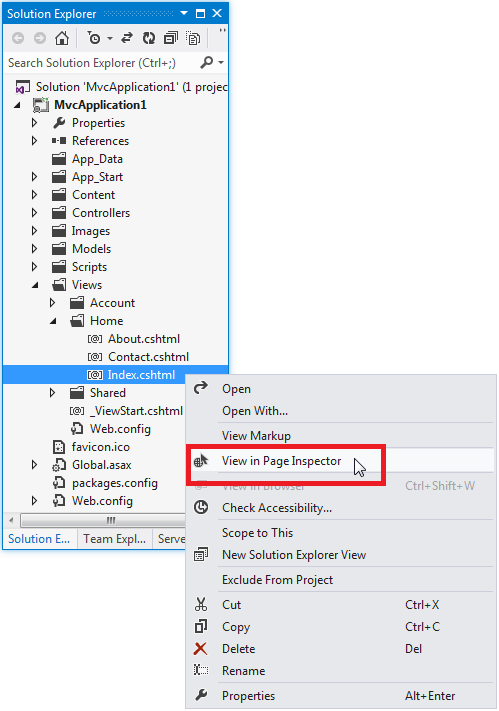 Solution Explorer
Search Solution Explorer (Ctrl+;)
Solution 'MvcApplication1' (1 projec
MvcApplication1
Properties
References
App_Data
App_Start
Content
Controllers
Images
Models
Scripts
Views
Account
Home
About.cshtml
Contact.cshtml
Index.cshtml
Shared
_ViewStart.cshtml
Web.config
favicon.ico
Global.asax
packages.config
Web.config
Solution E...
Team Expl...
Serve
Open
Open With...
View Markup
View in Page Inspector
View in Browser Ctrl+Shift+W
Check Accessibility...
Scope to This
New Solution Explorer View
Exclude From Project
Cut Ctrl+X
Copy Ctrl+C
Delete Del
Rename
Properties Alt+Enter